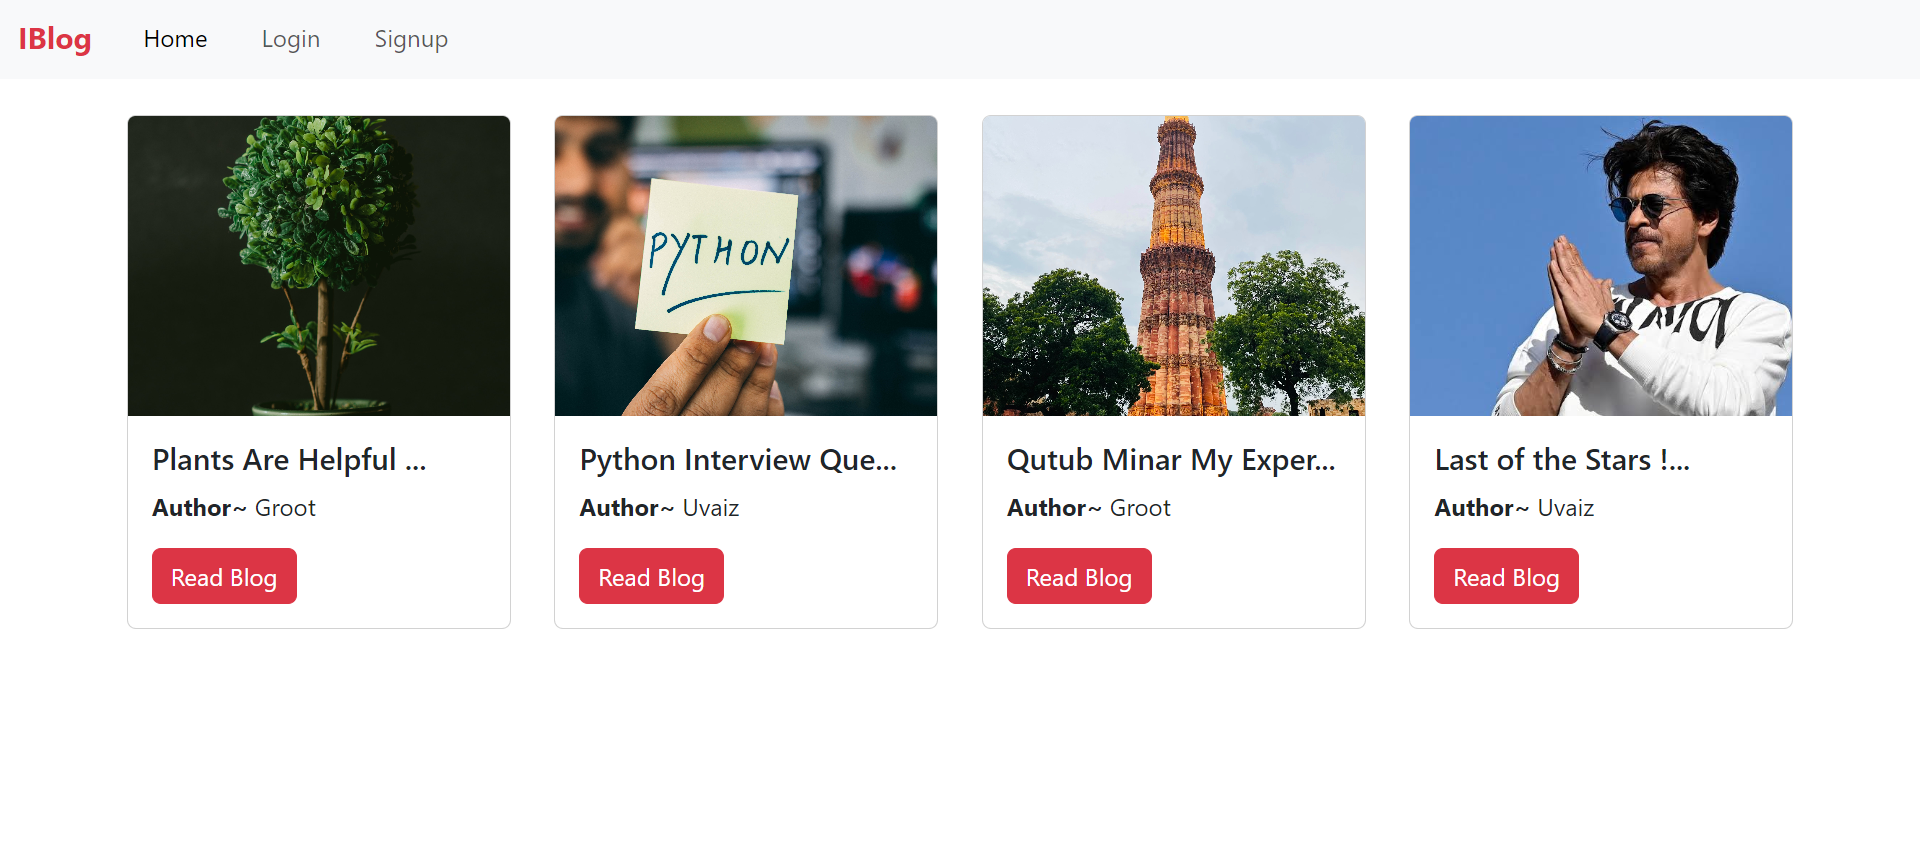 IBlog Home Login Signup
PYTHON
Plants Are Helpful ...
Author~ Groot
Read Blog
Python Interview Que...
Author~ Uvaiz
Read Blog
Qutub Minar My Exper...
Author~ Groot
Read Blog
Last of the Stars !...
Author~ Uvaiz
Read Blog